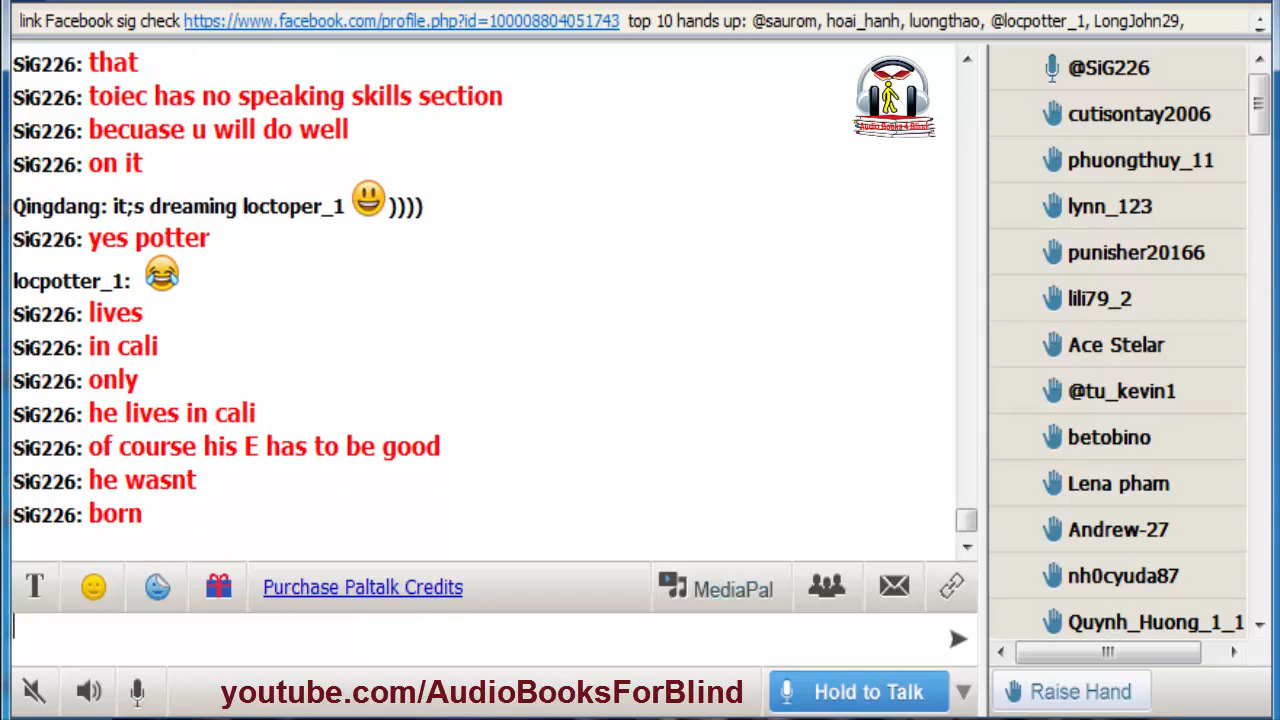 link Facebook sig check https://www.facebook.com/profile.php?id=100008804051743 top 10 hands up: @saurom, hoai_hanh, luongthao, @locpotter_1, LongJohn29,
SiG226: that
SiG226: toiec has no speaking skills section
SiG226: becuase u will do well
SiG226: on it
Qingdang: it;s dreaming loctoper_1 😃 ))))
SiG226: yes potter
locpotter_1: 😂
SiG226: lives
SiG226: in cali
SiG226: only
SiG226: he lives in cali
SiG226: of course his E has to be good
SiG226: he wasnt
SiG226: born
Audio Books 4 Blind
@SiG226
cutisontay2006
phuongthuy_11
lynn_123
punisher20166
lili79_2
Ace Stelar
@tu_kevin1
betobino
Lena pham
Andrew-27
nh0cyuda87
Quynh_Huong_1_1
T Purchase Paltalk Credits MediaPal
youtube.com/AudioBooksForBlind Hold to Talk Raise Hand